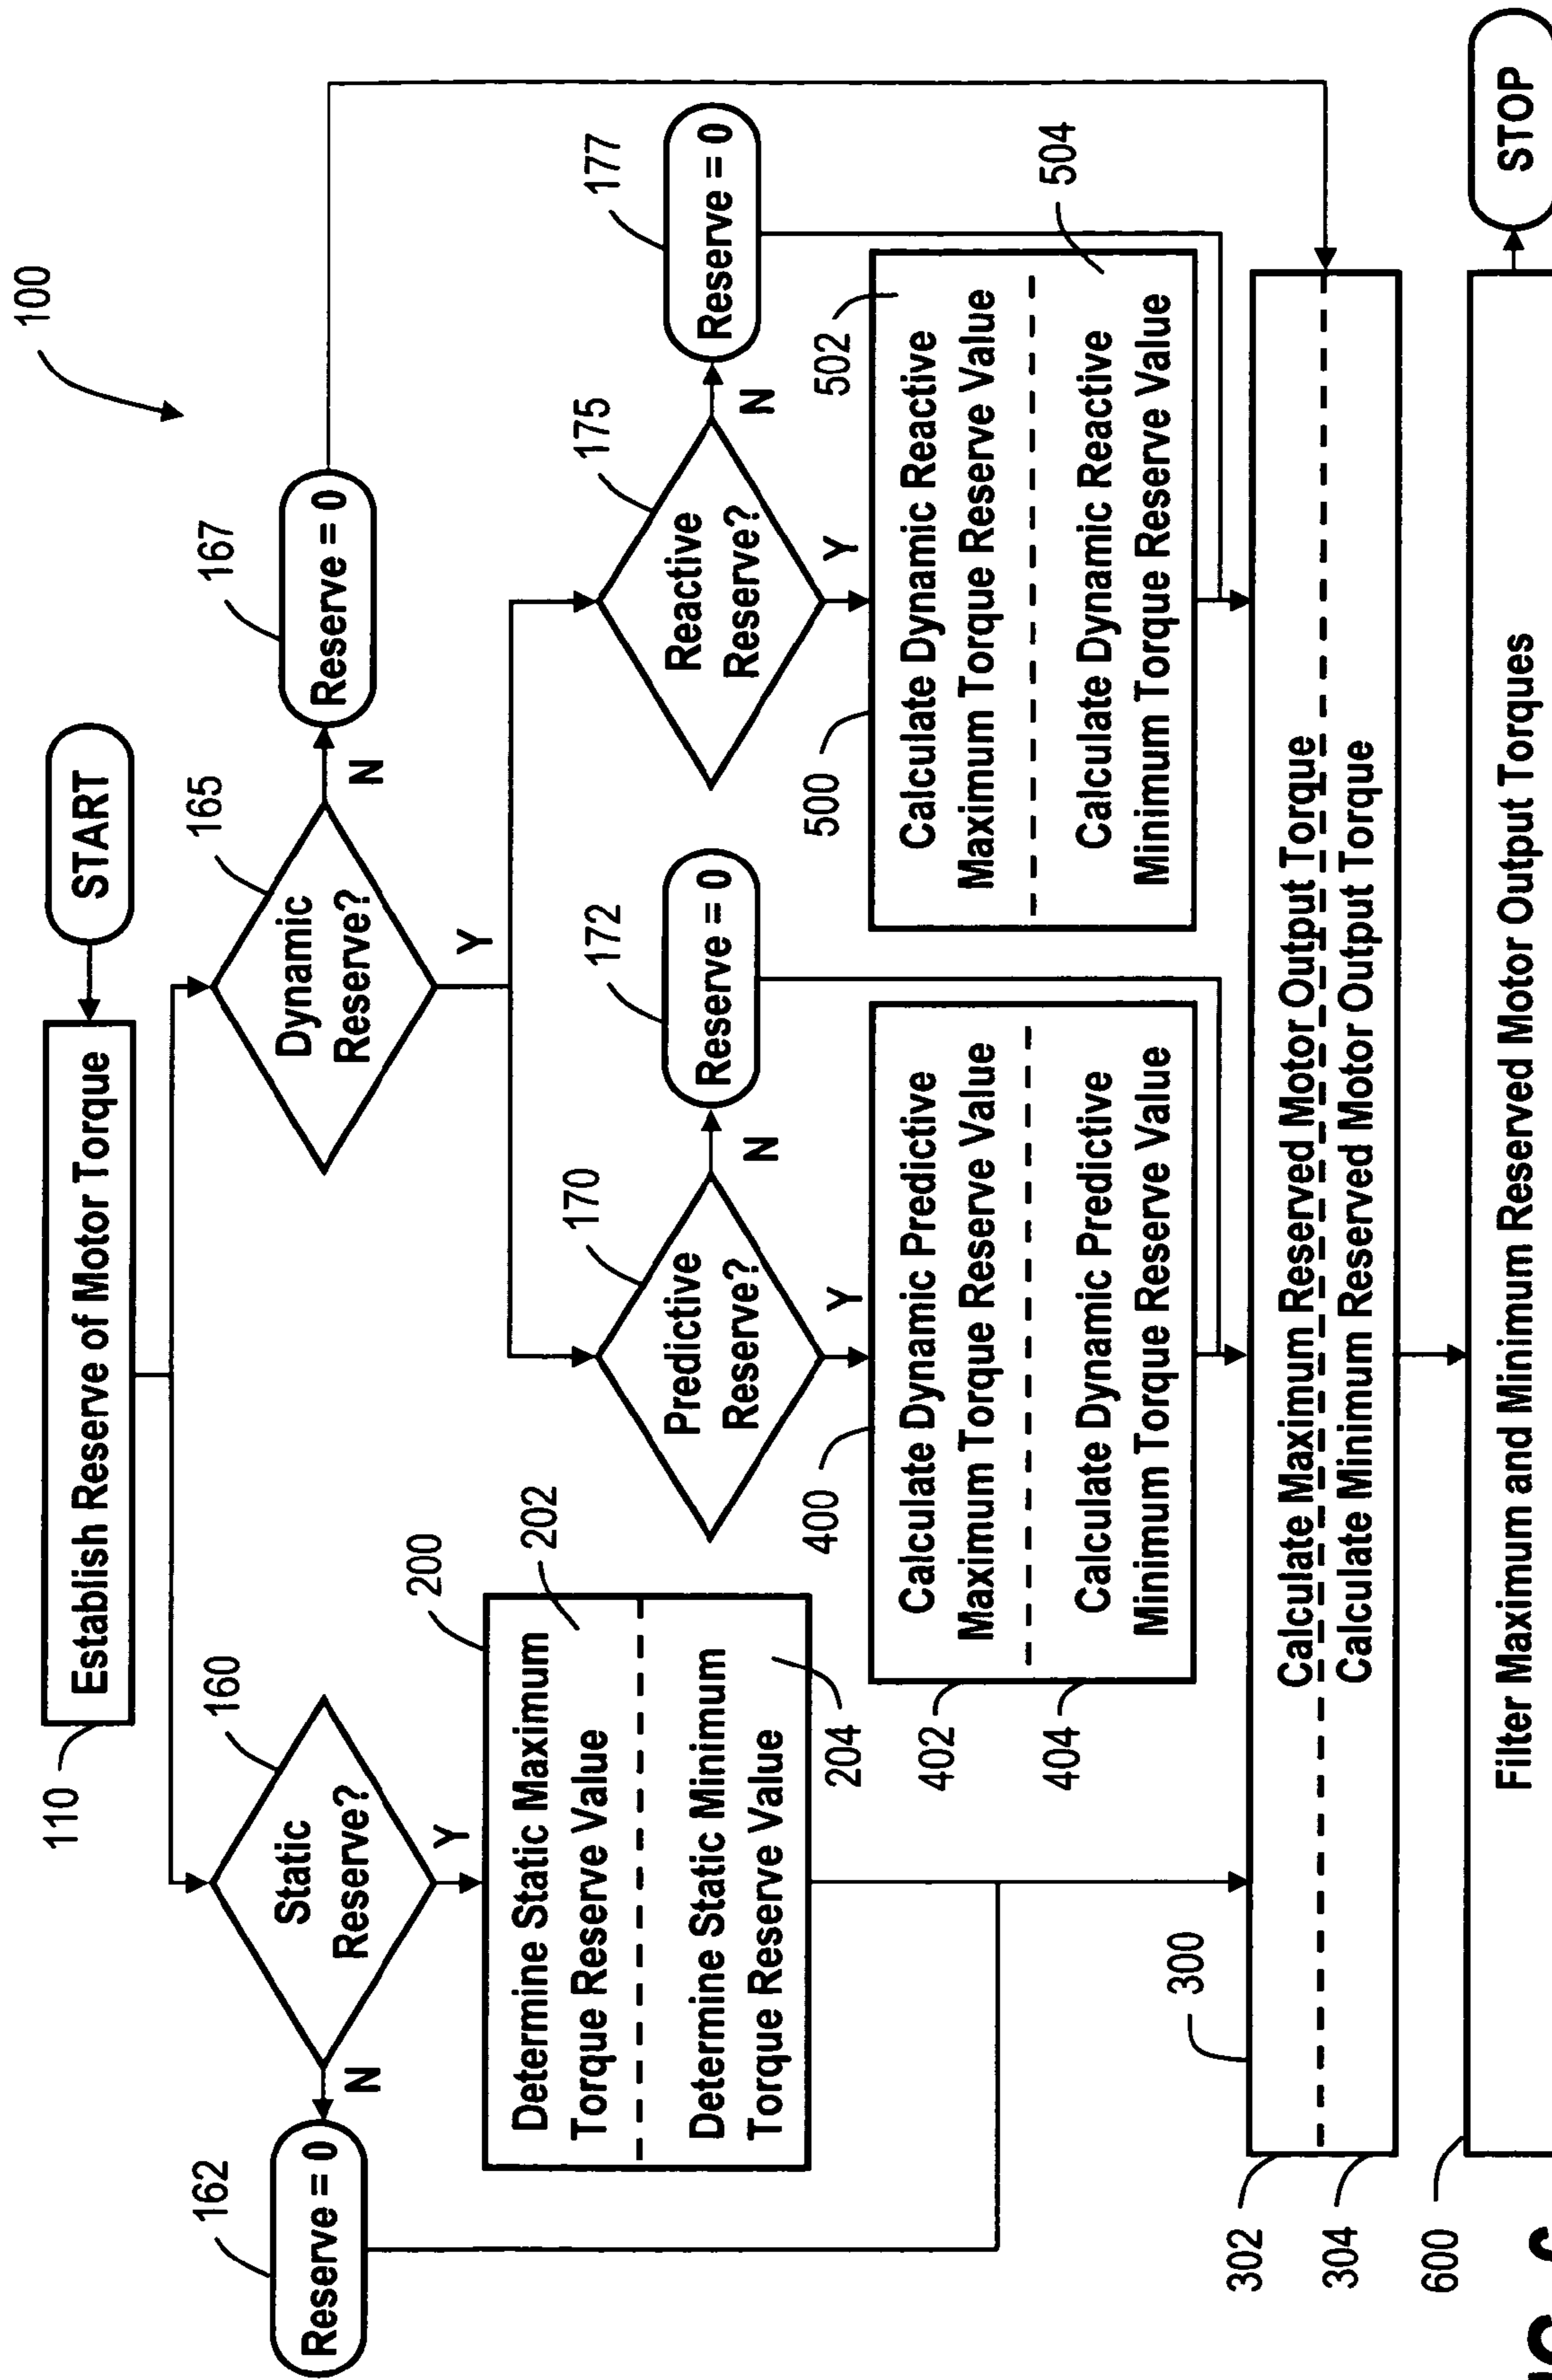 100
START
Establish Reserve of Motor Torque
110
160
Static
Reserve?
N
Y
162
Reserve = 0
165
Dynamic
Reserve?
N
Y
167
Reserve = 0
200
202
Determine Static Maximum
Torque Reserve Value
Determine Static Minimum
Torque Reserve Value
204
170
Predictive
Reserve?
N
Y
172
Reserve = 0
175
Reactive
Reserve?
N
Y
177
Reserve = 0
400
Calculate Dynamic Predictive
Maximum Torque Reserve Value
Calculate Dynamic Predictive
Minimum Torque Reserve Value
402
404
500
502
Calculate Dynamic Reactive
Maximum Torque Reserve Value
Calculate Dynamic Reactive
Minimum Torque Reserve Value
504
300
302
Calculate Maximum Reserved Motor Output Torque
Calculate Minimum Reserved Motor Output Torque
304
600
Filter Maximum and Minimum Reserved Motor Output Torques
STOP